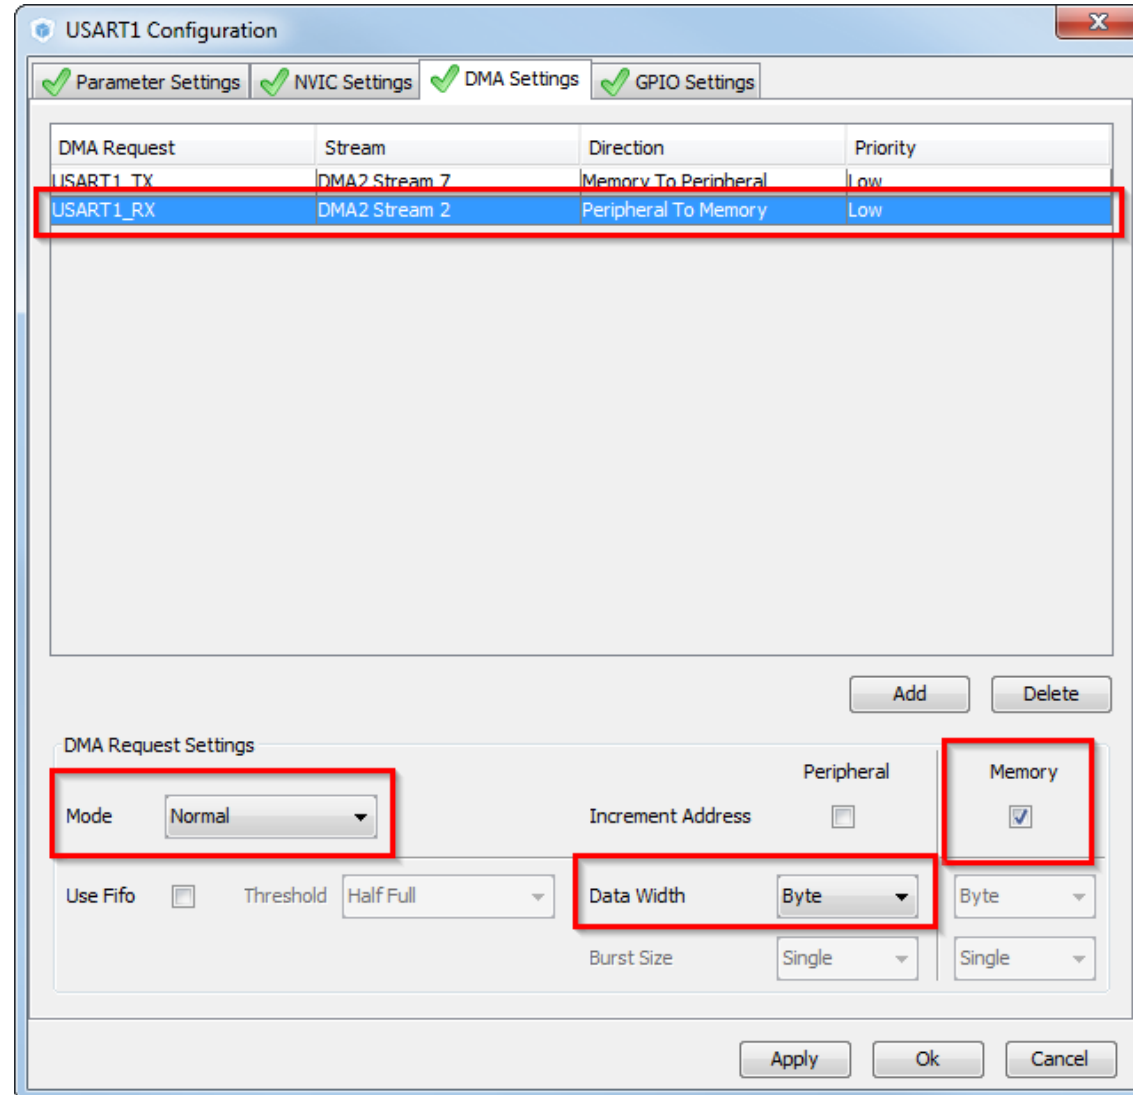 USART1 Configuration
Parameter Settings NVIC Settings DMA Settings GPIO Settings
DMA Request Stream Direction Priority
USART1_TX DMA2 Stream 7 Memory To Peripheral Low
USART1_RX DMA2 Stream 2 Peripheral To Memory Low
Add Delete
DMA Request Settings
Peripheral Memory
Mode Normal Increment Address
Use Fifo Threshold Half Full Data Width Byte Byte
Burst Size Single Single
Apply Ok Cancel